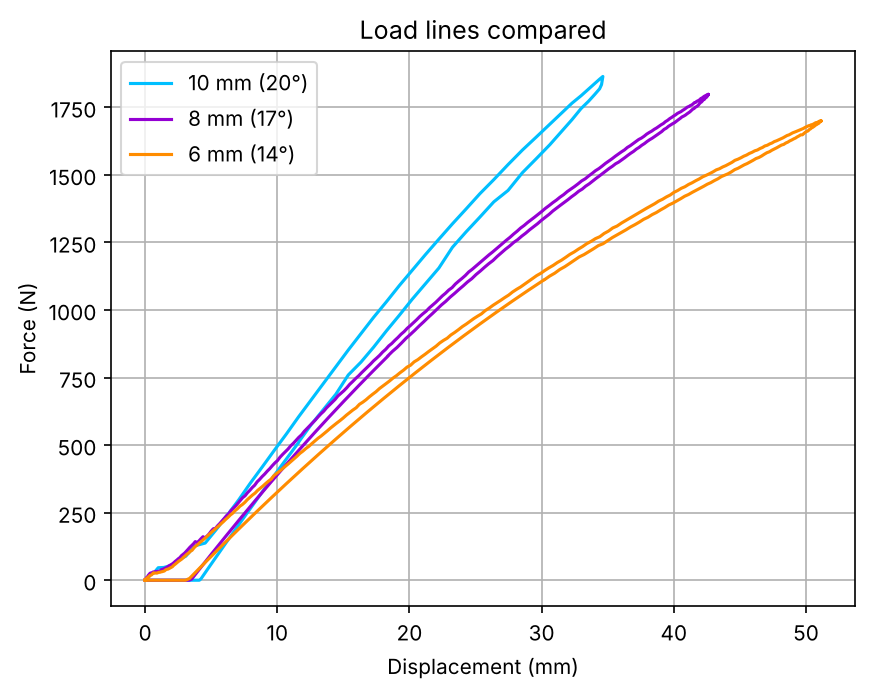 Load lines compared
10 mm (20°)
8 mm (17°)
6 mm (14°)
1750
1500
1250
1000
750
500
250
0
Force (N)
0 10 20 30 40 50
Displacement (mm)